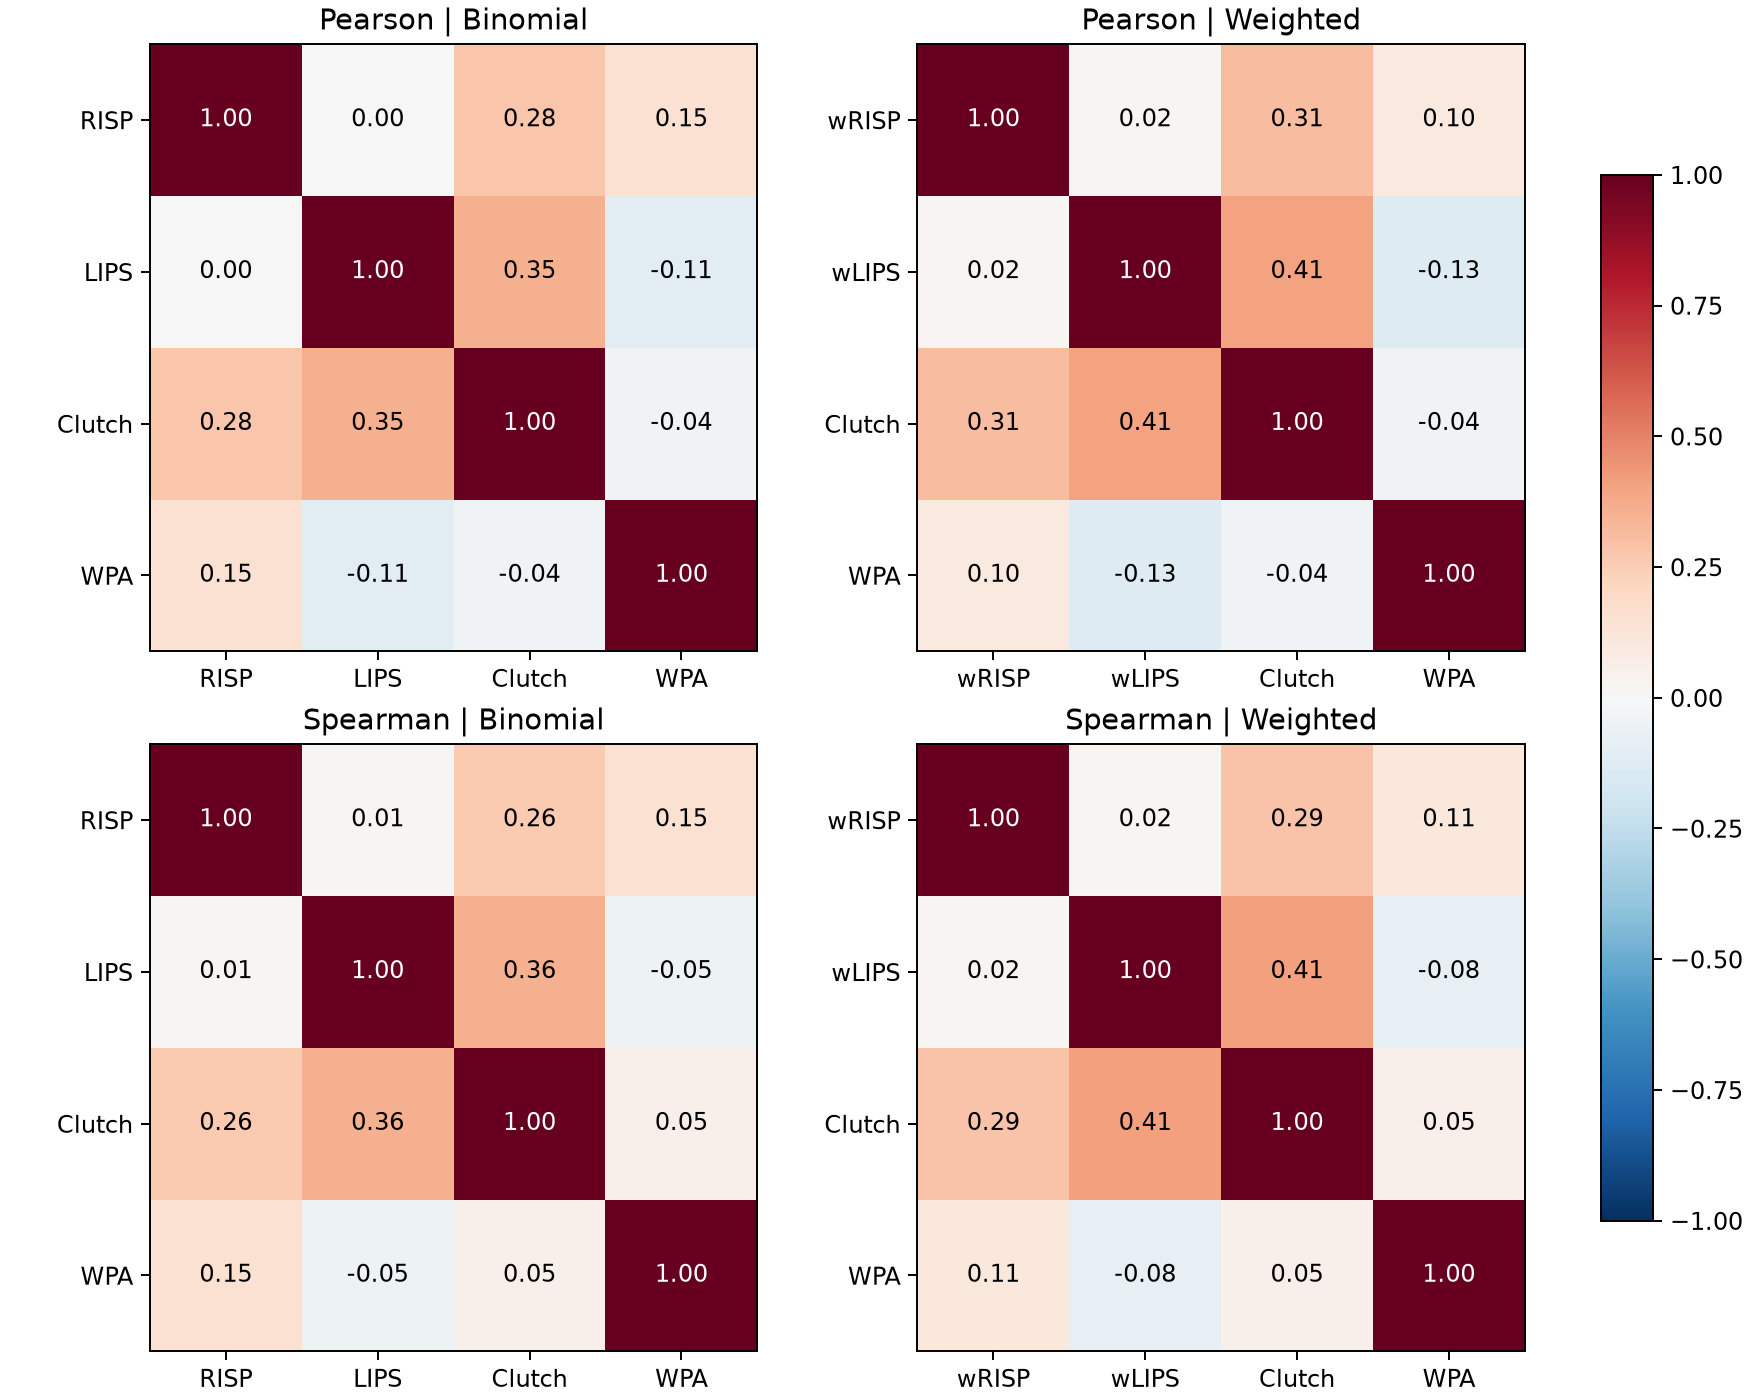 Pearson | Binomial
RISP 1.00 0.00 0.28 0.15
LIPS 0.00 1.00 0.35 -0.11
Clutch 0.28 0.35 1.00 -0.04
WPA 0.15 -0.11 -0.04 1.00
RISP LIPS Clutch WPA
Pearson | Weighted
wRISP 1.00 0.02 0.31 0.10
wLIPS 0.02 1.00 0.41 -0.13
Clutch 0.31 0.41 1.00 -0.04
WPA 0.10 -0.13 -0.04 1.00
wRISP wLIPS Clutch WPA
Spearman | Binomial
RISP 1.00 0.01 0.26 0.15
LIPS 0.01 1.00 0.36 -0.05
Clutch 0.26 0.36 1.00 0.05
WPA 0.15 -0.05 0.05 1.00
RISP LIPS Clutch WPA
Spearman | Weighted
wRISP 1.00 0.02 0.29 0.11
wLIPS 0.02 1.00 0.41 -0.08
Clutch 0.29 0.41 1.00 0.05
WPA 0.11 -0.08 0.05 1.00
wRISP wLIPS Clutch WPA
1.00
0.75
0.50
0.25
0.00
−0.25
−0.50
−0.75
−1.00